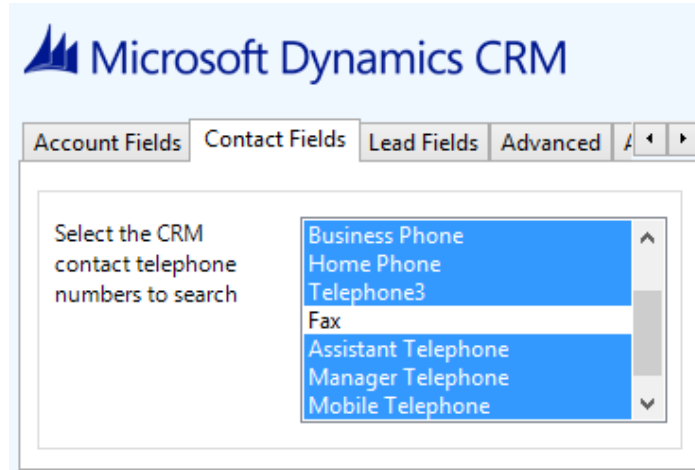 Microsoft Dynamics CRM
Account Fields Contact Fields Lead Fields Advanced
Select the CRM
contact telephone
numbers to search
Business Phone
Home Phone
Telephone3
Fax
Assistant Telephone
Manager Telephone
Mobile Telephone